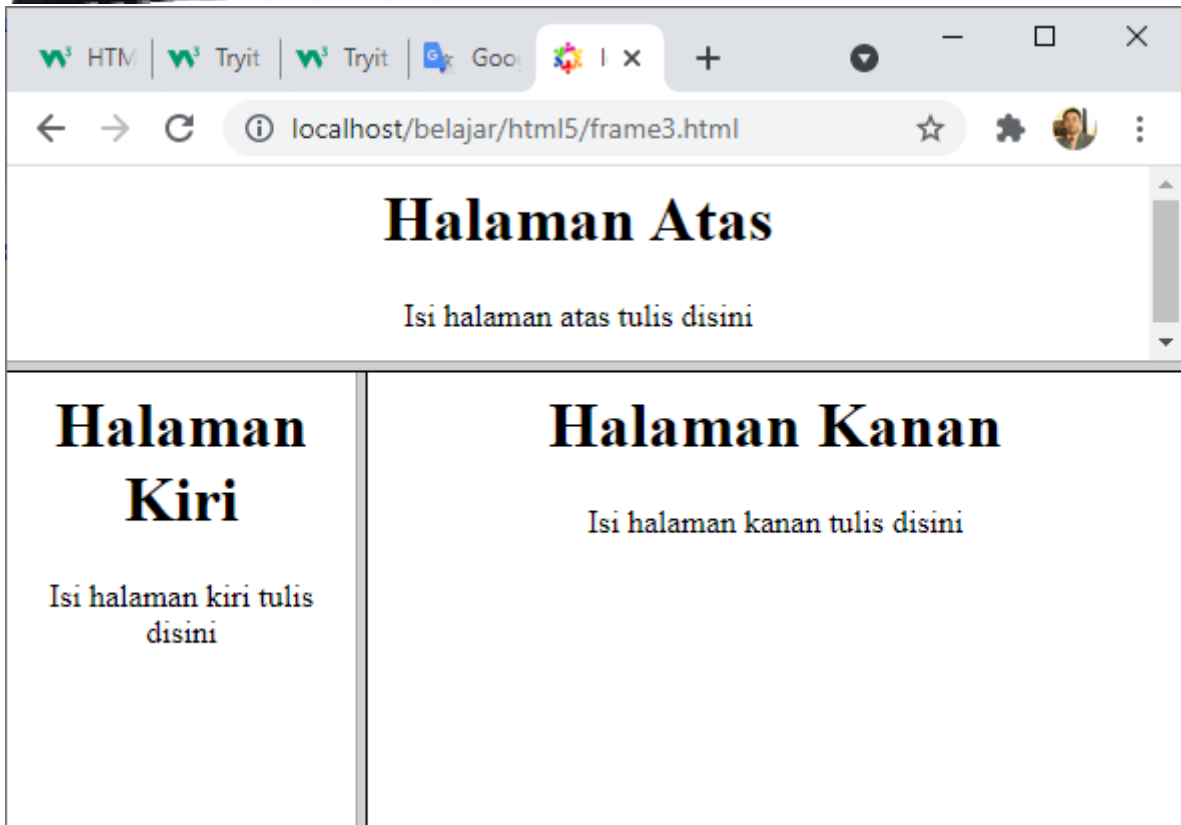 HTM
Tryit
Tryit
Goo
localhost/belajar/html5/frame3.html
Halaman Atas
Isi halaman atas tulis disini
Halaman
Kiri
Isi halaman kiri tulis
disini
Halaman Kanan
Isi halaman kanan tulis disini